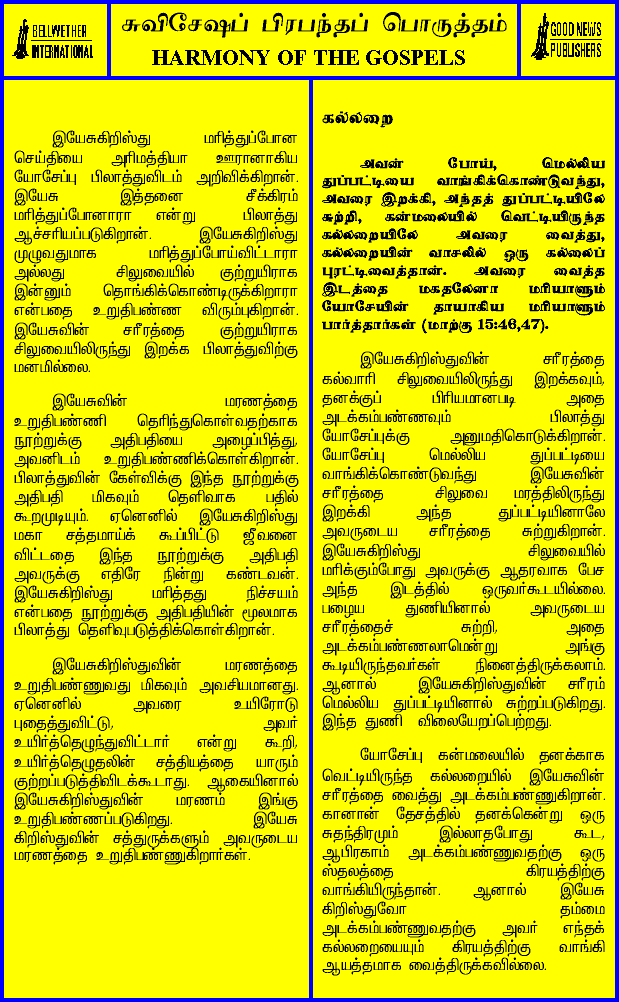 BELLWETHER
INTERNATIONAL
சுவிசேஷப் பிரபந்தப் பொருத்தம்
HARMONY OF THE GOSPELS
GOOD NEWS
PUBLISHERS
இயேசுகிறிஸ்து மரித்துப்போன
செய்தியை அரிமத்தியா ஊரானாகிய
யோசேப்பு பிலாத்துவிடம் அறிவிக்கிறான்.
இயேசு இத்தனை சீக்கிரம்
மரித்துப்போனாரா என்று பிலாத்து
ஆச்சரியப்படுகிறான். இயேசுகிறிஸ்து
முழுவதுமாக மரித்துப்போய்விட்டாரா
அல்லது சிலுவையில் குற்றுயிராக
இன்னும் தொங்கிக்கொண்டிருக்கிறாரா
என்பதை உறுதிபண்ண விரும்புகிறான்.
இயேசுவின் சரீரத்தை குற்றுயிராக
சிலுவையிலிருந்து இறக்க பிலாத்துவிற்கு
மனமில்லை.
இயேசுவின் மரணத்தை
உறுதிபண்ணி தெரிந்துகொள்வதற்காக
நூற்றுக்கு அதிபதியை அழைப்பித்து,
அவனிடம் உறுதிபண்ணிக்கொள்கிறான்.
பிலாத்துவின் கேள்விக்கு இந்த நூற்றுக்கு
அதிபதி மிகவும் தெளிவாக பதில்
கூறமுடியும். ஏனெனில் இயேசுகிறிஸ்து
மகா சத்தமாய்க் கூப்பிட்டு ஜீவனை
விட்டதை இந்த நூற்றுக்கு அதிபதி
அவருக்கு எதிரே நின்று கண்டவன்.
இயேசுகிறிஸ்து மரித்தது நிச்சயம்
என்பதை நூற்றுக்கு அதிபதியின் மூலமாக
பிலாத்து தெளிவுபடுத்திக்கொள்கிறான்.
இயேசுகிறிஸ்துவின் மரணத்தை
உறுதிபண்ணுவது மிகவும் அவசியமானது.
ஏனெனில் அவரை உயிரோடு
புதைத்துவிட்டு, அவர்
உயிர்த்தெழுந்துவிட்டார் என்று கூறி,
உயிர்த்தெழுதலின் சத்தியத்தை யாரும்
குற்றப்படுத்திவிடக்கூடாது. ஆகையினால்
இயேசுகிறிஸ்துவின் மரணம் இங்கு
உறுதிபண்ணப்படுகிறது. இயேசு
கிறிஸ்துவின் சத்துருக்களும் அவருடைய
மரணத்தை உறுதிபண்ணுகிறார்கள்.
கல்லறை
அவன் போய், மெல்லிய
துப்பட்டியை வாங்கிக்கொண்டுவந்து,
அவரை இறக்கி, அந்தத் துப்பட்டியிலே
சுற்றி, கன்மலையில் வெட்டியிருந்த
கல்லறையிலே அவரை வைத்து,
கல்லறையின் வாசலில் ஒரு கல்லைப்
புரட்டிவைத்தான். அவரை வைத்த
இடத்தை மகதலேனா மரியாளும்
யோசேயின் தாயாகிய மரியாளும்
பார்த்தார்கள் (மாற்கு 15:46,47).
இயேசுகிறிஸ்துவின் சரீரத்தை
கல்வாரி சிலுவையிலிருந்து இறக்கவும்,
தனக்குப் பிரியமானபடி அதை
அடக்கம்பண்ணவும் பிலாத்து
யோசேப்புக்கு அனுமதிகொடுக்கிறான்.
யோசேப்பு மெல்லிய துப்பட்டியை
வாங்கிக்கொண்டுவந்து இயேசுவின்
சரீரத்தை சிலுவை மரத்திலிருந்து
இறக்கி அந்த துப்பட்டியினாலே
அவருடைய சரீரத்தை சுற்றுகிறான்.
இயேசுகிறிஸ்து சிலுவையில்
மரிக்கும்போது அவருக்கு ஆதரவாக பேச
அந்த இடத்தில் ஒருவர்கூடயில்லை.
பழைய துணியினால் அவருடைய
சரீரத்தைச் சுற்றி, அதை
அடக்கம்பண்ணலாமென்று அங்கு
கூடியிருந்தவர்கள் நினைத்திருக்கலாம்.
ஆனால் இயேசுகிறிஸ்துவின் சரீரம்
மெல்லிய துப்பட்டியினால் சுற்றப்படுகிறது.
இந்த துணி விலையேறப்பெற்றது.
யோசேப்பு கன்மலையில் தனக்காக
வெட்டியிருந்த கல்லறையில் இயேசுவின்
சரீரத்தை வைத்து அடக்கம்பண்ணுகிறான்.
கானான் தேசத்தில் தனக்கென்று ஒரு
சுதந்திரமும் இல்லாதபோது கூட,
ஆபிரகாம் அடக்கம்பண்ணுவதற்கு ஒரு
ஸ்தலத்தை கிரயத்திற்கு
வாங்கியிருந்தான். ஆனால் இயேசு
கிறிஸ்துவோ தம்மை
அடக்கம்பண்ணுவதற்கு அவர் எந்தக்
கல்லறையையும் கிரயத்திற்கு வாங்கி
ஆயத்தமாக வைத்திருக்கவில்லை.